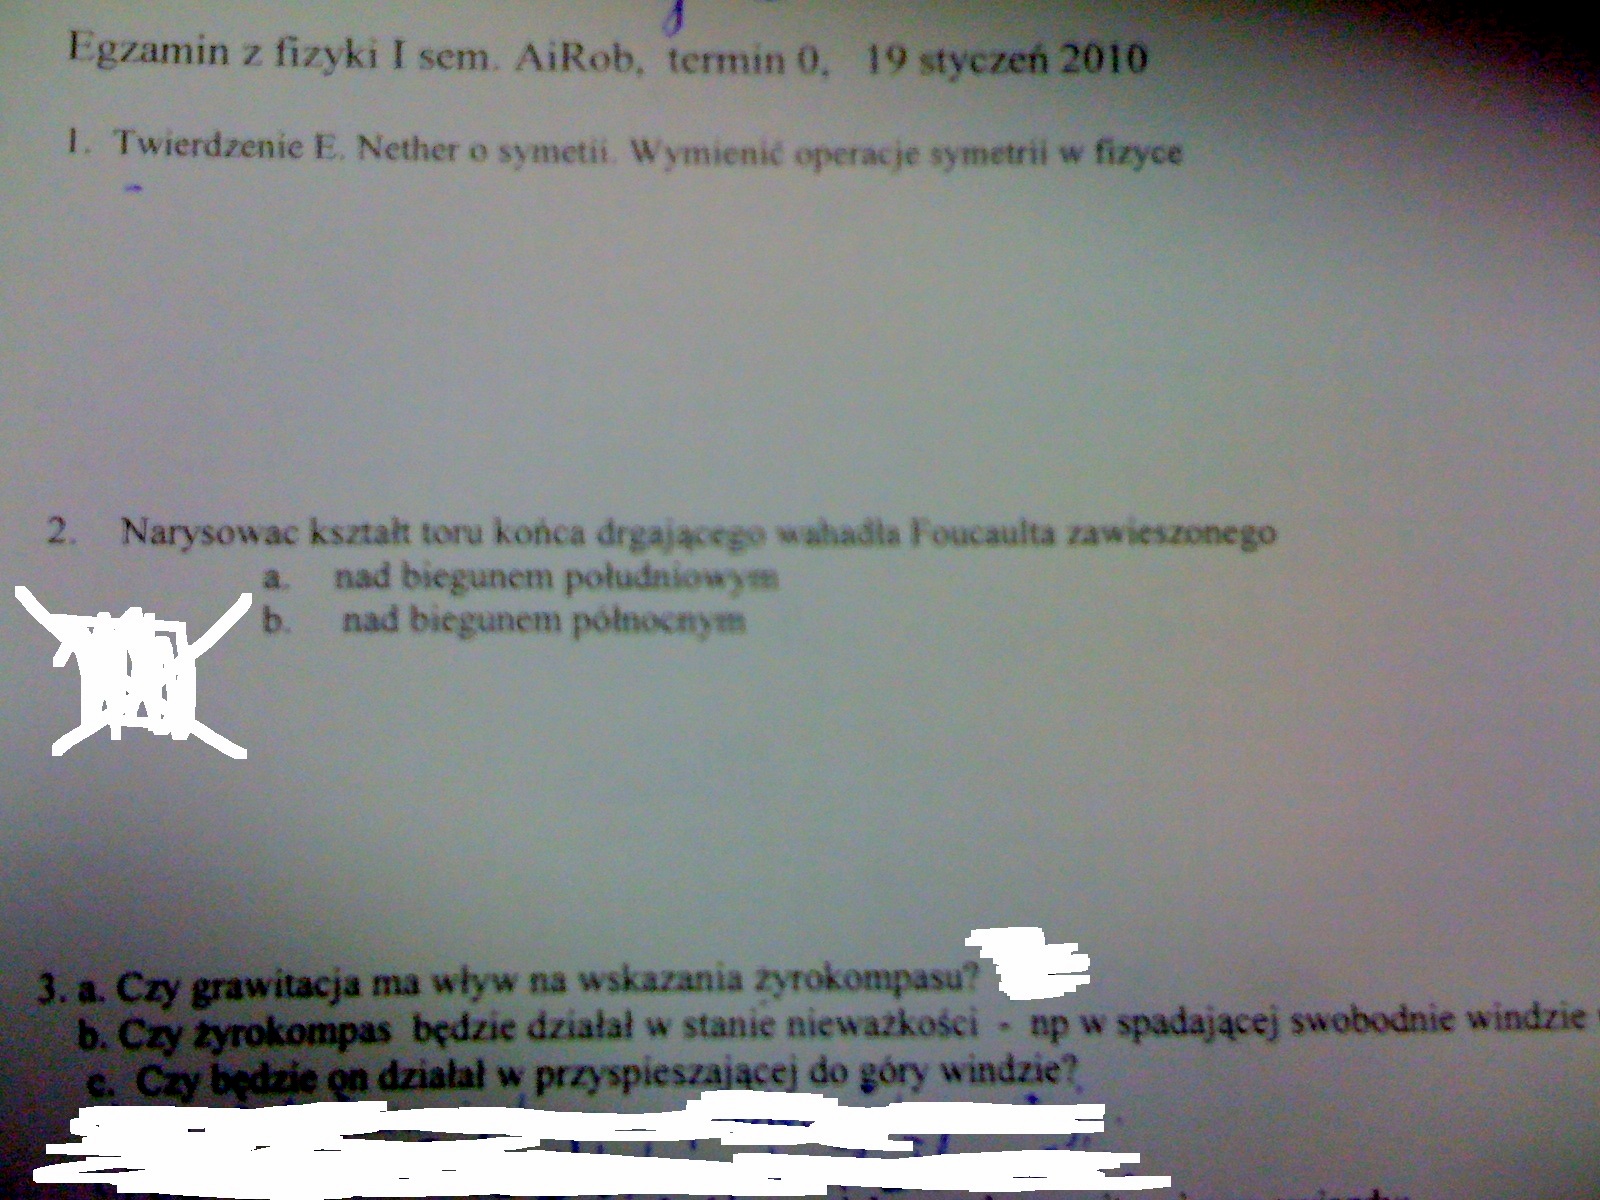 Egzamin z fizyki I sem. AiRob, termin 0, 19 styczeń 2010
1. Twierdzenie E. Nether o symetii. Wymienić operacje symetrii w fizyce
2. Narysowac kształt toru końca drgającego wahadła Foucaulta zawieszonego
a. nad biegunem południowym
b. nad biegunem północnym
3. a. Czy grawitacja ma wpływ na wskazania żyrokompasu?
b. Czy żyrokompas będzie działał w stanie nieważkości - np w spadającej swobodnie windzie
c. Czy będzie on działał w przyspieszającej do góry windzie?